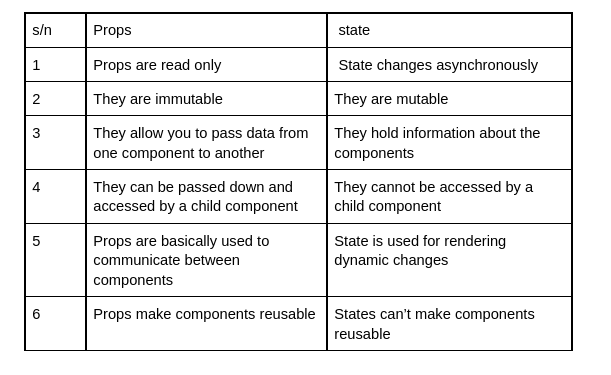 s/n Props state
1 Props are read only State changes asynchronously
2 They are immutable They are mutable
3 They allow you to pass data from They hold information about the
one component to another components
4 They can be passed down and They cannot be accessed by a
accessed by a child component child component
5 Props are basically used to State is used for rendering
communicate between dynamic changes
components
6 Props make components reusable States can’t make components
reusable